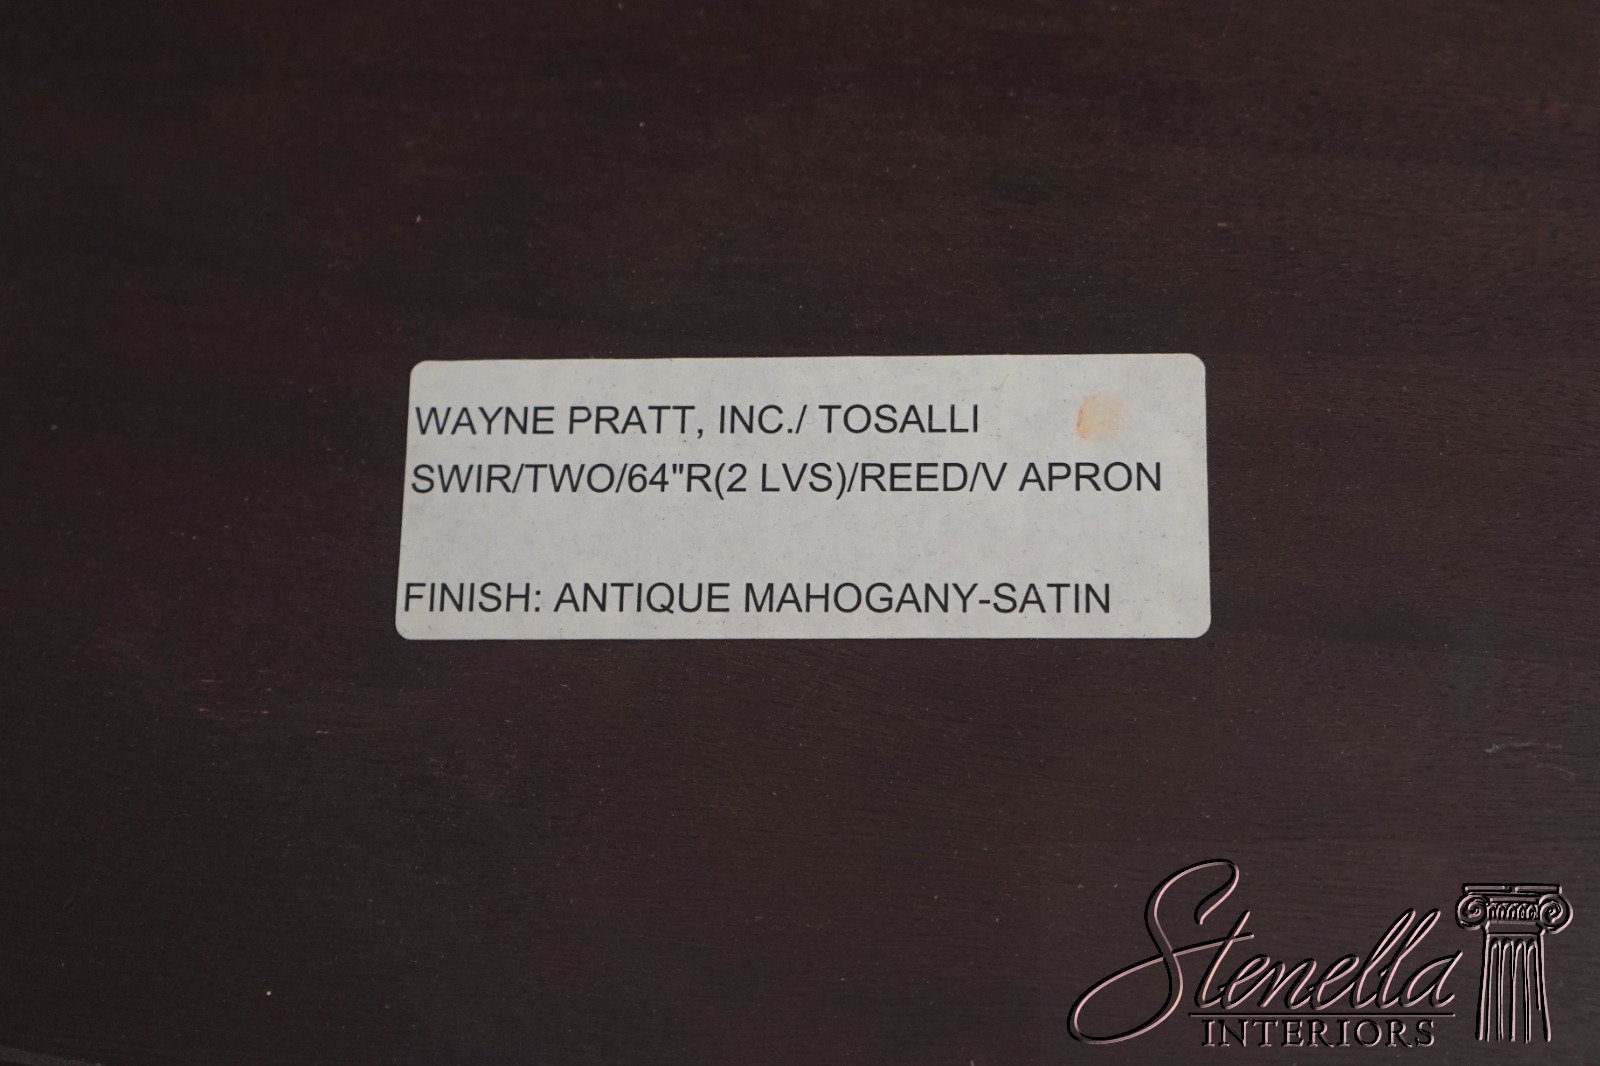 WAYNE PRATT, INC./ TOSALLI
SWIR/TWO/64"R(2 LVS)/REED/V APRON
FINISH: ANTIQUE MAHOGANY-SATIN
Stenella
INTERIORS